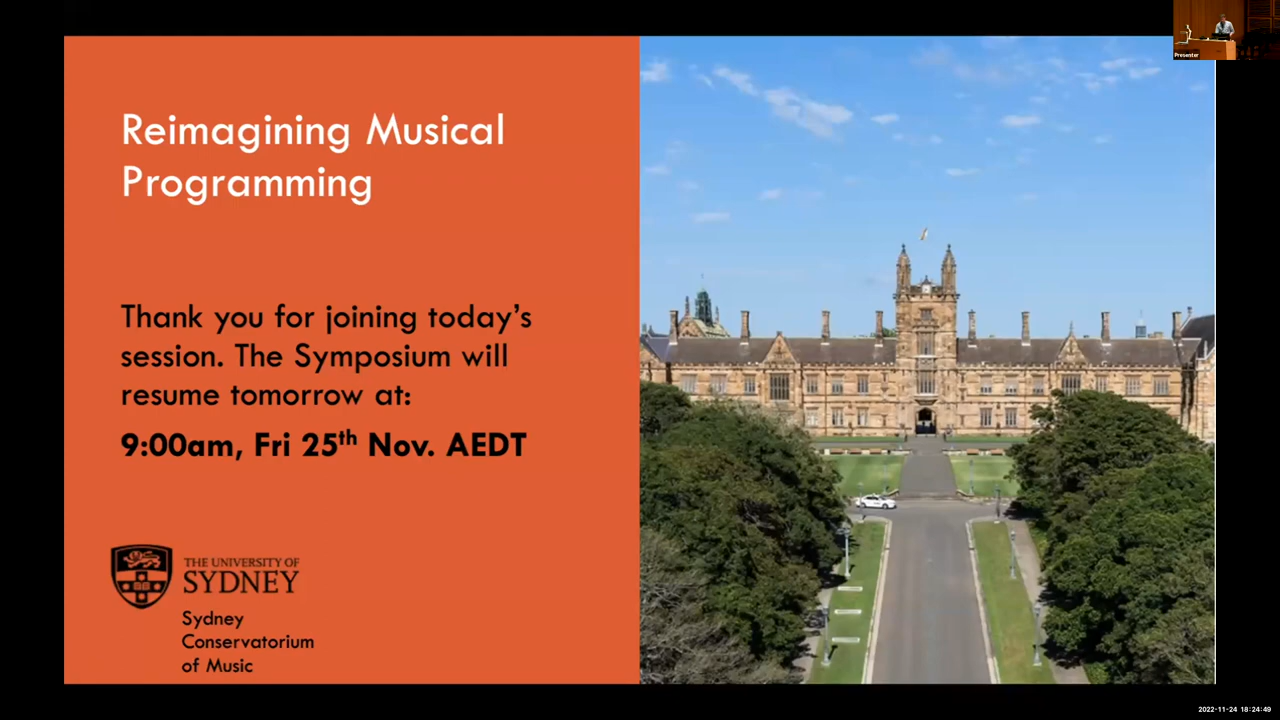 Presenter
Reimagining Musical
Programming
Thank you for joining today's
session. The Symposium will
resume tomorrow at:
9:00am, Fri 25th Nov. AEDT
THE UNIVERSITY OF
SYDNEY
Sydney
Conservatorium
of Music
2022-11-24 18:24:49